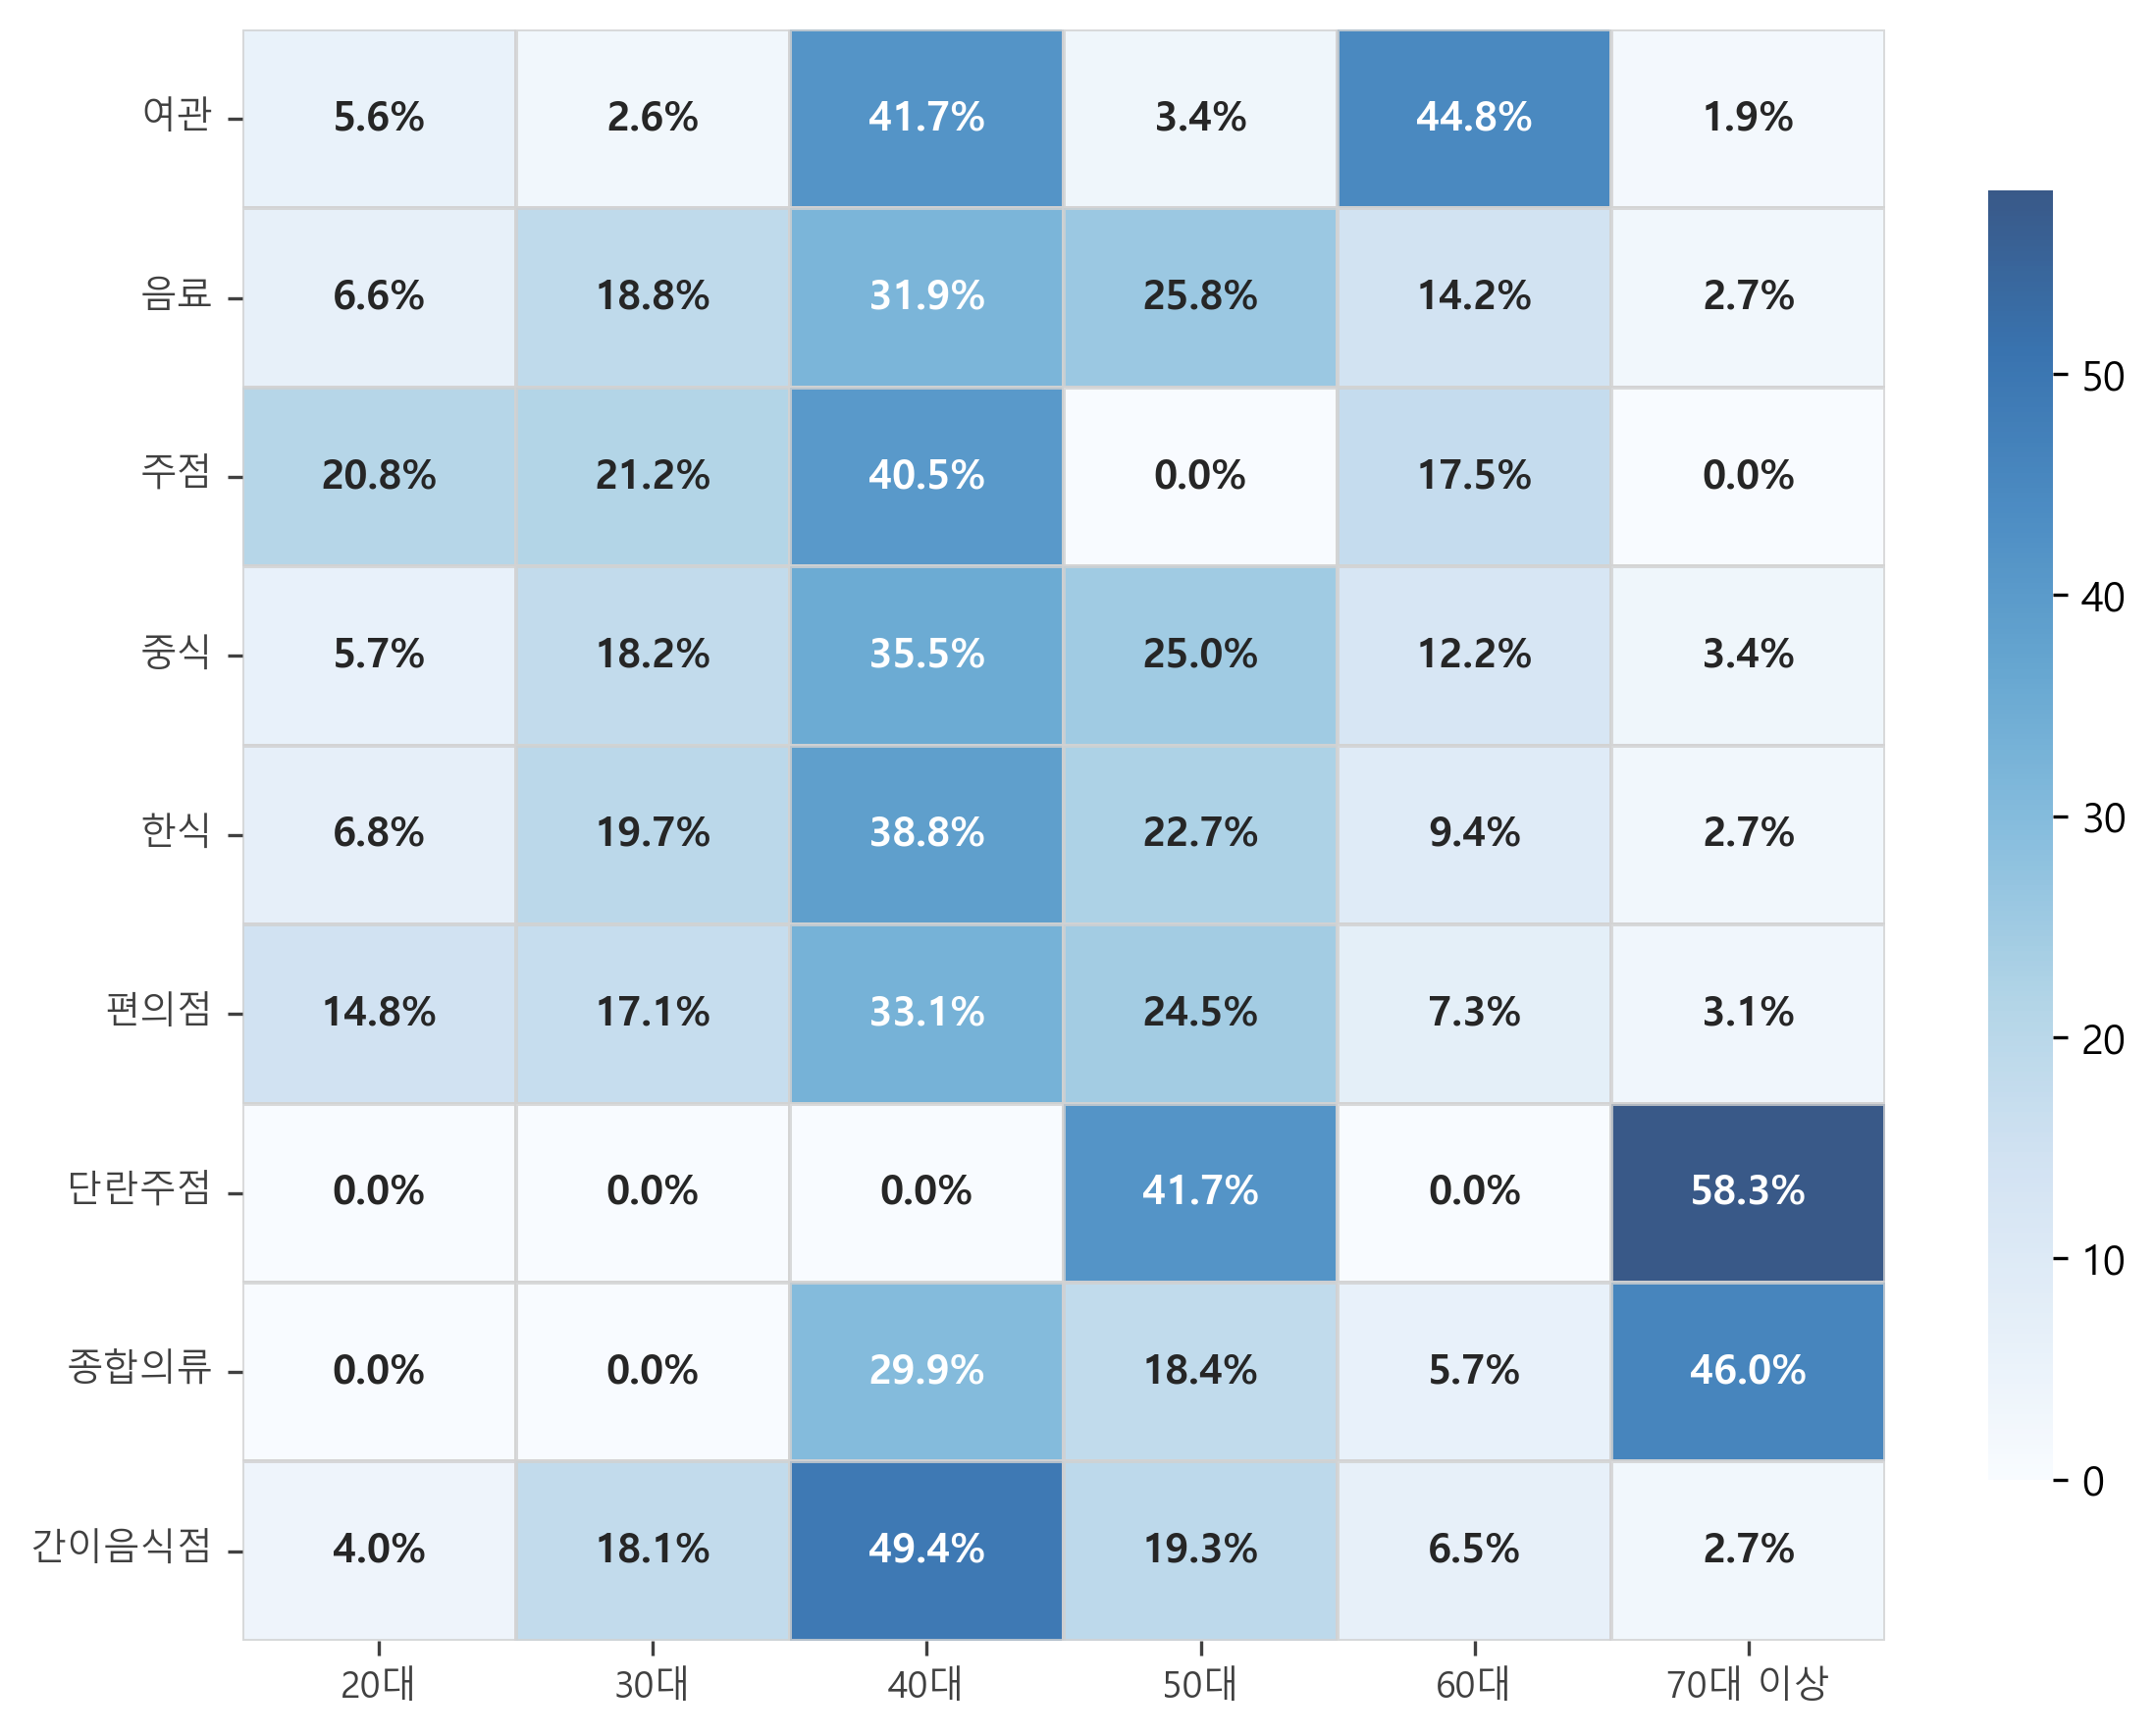 여관 5.6% 2.6% 41.7% 3.4% 44.8% 1.9%
음료 6.6% 18.8% 31.9% 25.8% 14.2% 2.7%
주점 20.8% 21.2% 40.5% 0.0% 17.5% 0.0%
중식 5.7% 18.2% 35.5% 25.0% 12.2% 3.4%
한식 6.8% 19.7% 38.8% 22.7% 9.4% 2.7%
편의점 14.8% 17.1% 33.1% 24.5% 7.3% 3.1%
단란주점 0.0% 0.0% 0.0% 41.7% 0.0% 58.3%
종합의류 0.0% 0.0% 29.9% 18.4% 5.7% 46.0%
간이음식점 4.0% 18.1% 49.4% 19.3% 6.5% 2.7%
20대 30대 40대 50대 60대 70대 이상
50
40
30
20
10
0